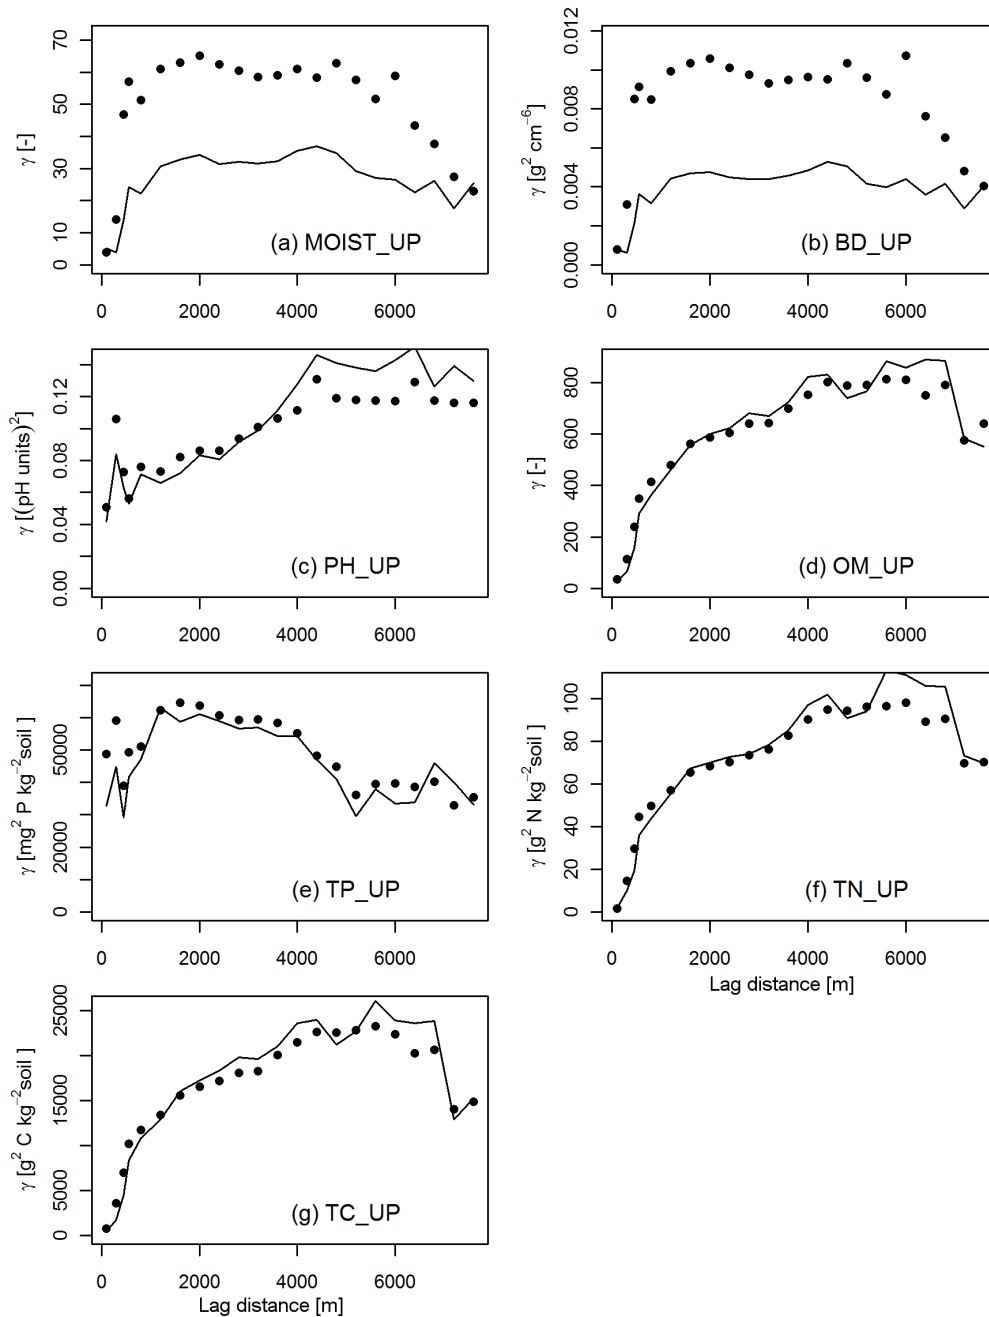 γ [-]
0 10 30 50 70
(a) MOIST_UP
0 2000 4000 6000
γ [g² cm⁻⁶]
0.000 0.004 0.008 0.012
(b) BD_UP
0 2000 4000 6000
γ [(pH units)²]
0.00 0.04 0.08 0.12
(c) PH_UP
0 2000 4000 6000
γ [-]
0 200 400 600 800
(d) OM_UP
0 2000 4000 6000
γ [mg² P kg⁻²soil ]
0 20000 50000
(e) TP_UP
0 2000 4000 6000
γ [g² N kg⁻²soil ]
0 20 40 60 80 100
(f) TN_UP
0 2000 4000 6000
Lag distance [m]
γ [g² C kg⁻²soil ]
0 5000 15000 25000
(g) TC_UP
0 2000 4000 6000
Lag distance [m]